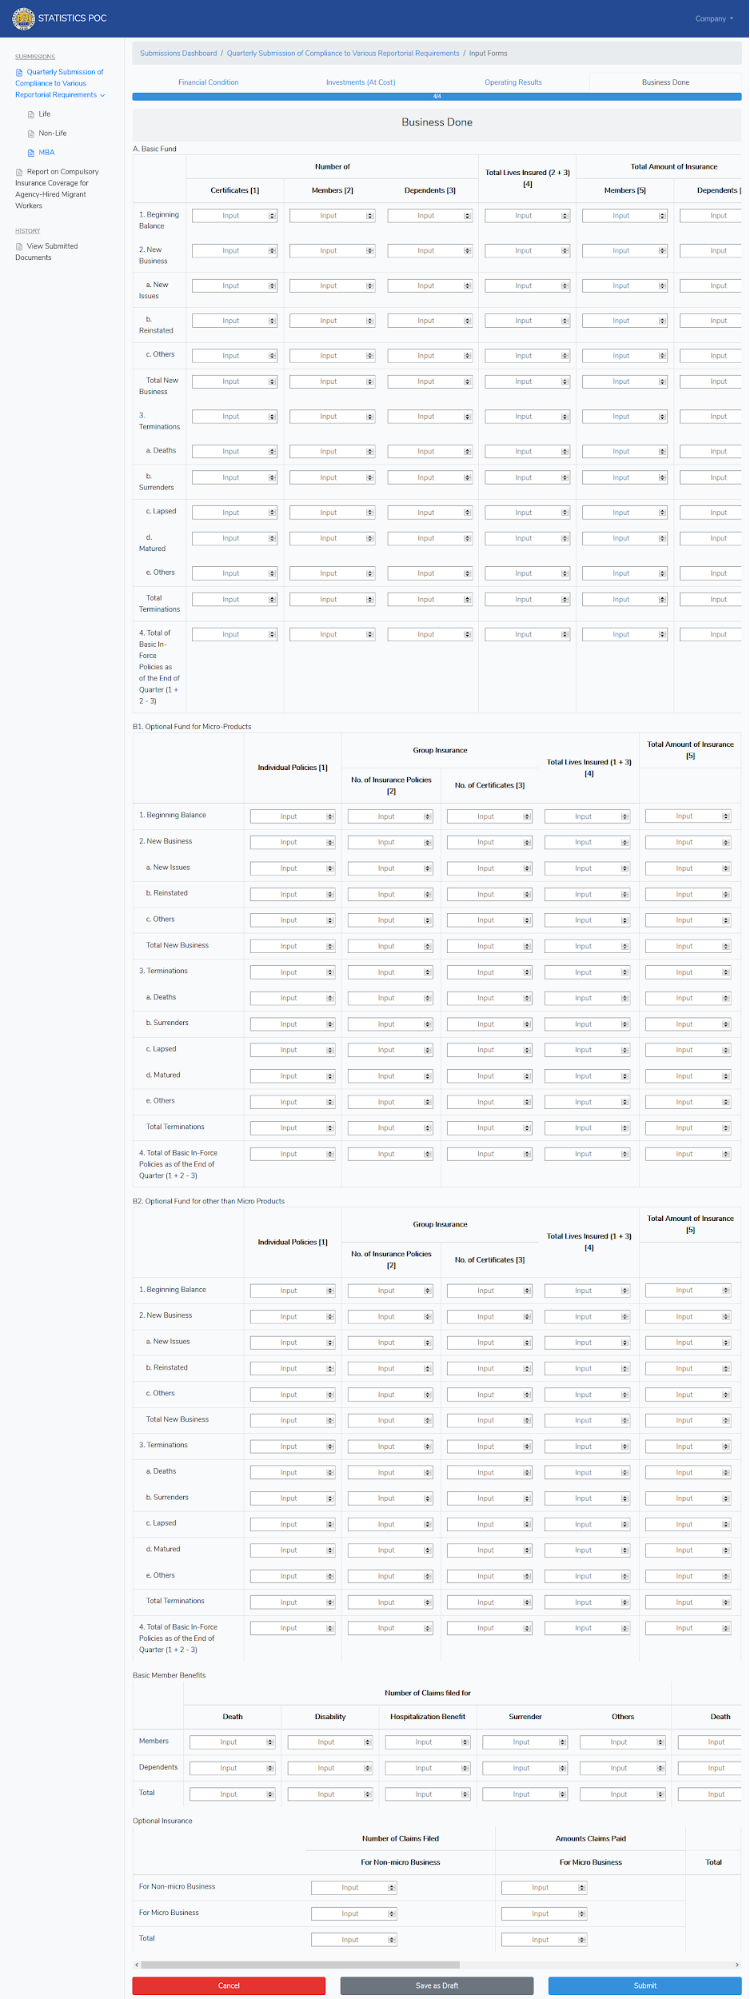 STATISTICS POC
Company
SUBMISSIONS
Quarterly Submission of
Compliance to Various
Reportorial Requirements
Life
Non-Life
MBA
Report on Compulsory
Insurance Coverage for
Agency-Hired Migrant
Workers
HISTORY
View Submitted
Documents
Submissions Dashboard / Quarterly Submission of Compliance to Various Reportorial Requirements / Input Forms
Financial Condition Investments (At Cost) Operating Results Business Done
4/4
Business Done
A. Basic Fund
Number of Total Lives Insured (2 + 3) [4] Total Amount of Insurance
Certificates [1] Members [2] Dependents [3] Members [5] Dependents [
1. Beginning Balance Input Input Input Input Input Input
2. New Business Input Input Input Input Input Input
a. New Issues Input Input Input Input Input Input
b. Reinstated Input Input Input Input Input Input
c. Others Input Input Input Input Input Input
Total New Business Input Input Input Input Input Input
3. Terminations Input Input Input Input Input Input
a. Deaths Input Input Input Input Input Input
b. Surrenders Input Input Input Input Input Input
c. Lapsed Input Input Input Input Input Input
d. Matured Input Input Input Input Input Input
e. Others Input Input Input Input Input Input
Total Terminations Input Input Input Input Input Input
4. Total of Basic In-Force Policies as of the End of Quarter (1 + 2 - 3) Input Input Input Input Input Input
B1. Optional Fund for Micro-Products
Individual Policies [1] Group Insurance Total Lives Insured (1 + 3) [4] Total Amount of Insurance [5]
No. of Insurance Policies [2] No. of Certificates [3]
1. Beginning Balance Input Input Input Input Input
2. New Business Input Input Input Input Input
a. New Issues Input Input Input Input Input
b. Reinstated Input Input Input Input Input
c. Others Input Input Input Input Input
Total New Business Input Input Input Input Input
3. Terminations Input Input Input Input Input
a. Deaths Input Input Input Input Input
b. Surrenders Input Input Input Input Input
c. Lapsed Input Input Input Input Input
d. Matured Input Input Input Input Input
e. Others Input Input Input Input Input
Total Terminations Input Input Input Input Input
4. Total of Basic In-Force Policies as of the End of Quarter (1 + 2 - 3) Input Input Input Input Input
B2. Optional Fund for other than Micro Products
Individual Policies [1] Group Insurance Total Lives Insured (1 + 3) [4] Total Amount of Insurance [5]
No. of Insurance Policies [2] No. of Certificates [3]
1. Beginning Balance Input Input Input Input Input
2. New Business Input Input Input Input Input
a. New Issues Input Input Input Input Input
b. Reinstated Input Input Input Input Input
c. Others Input Input Input Input Input
Total New Business Input Input Input Input Input
3. Terminations Input Input Input Input Input
a. Deaths Input Input Input Input Input
b. Surrenders Input Input Input Input Input
c. Lapsed Input Input Input Input Input
d. Matured Input Input Input Input Input
e. Others Input Input Input Input Input
Total Terminations Input Input Input Input Input
4. Total of Basic In-Force Policies as of the End of Quarter (1 + 2 - 3) Input Input Input Input Input
Basic Member Benefits
Number of Claims filed for
Death Disability Hospitalization Benefit Surrender Others Death
Members Input Input Input Input Input Input
Dependents Input Input Input Input Input Input
Total Input Input Input Input Input Input
Optional Insurance
Number of Claims Filed Amounts Claims Paid
For Non-micro Business For Micro Business Total
For Non-micro Business Input Input
For Micro Business Input Input
Total Input Input
Cancel Save as Draft Submit